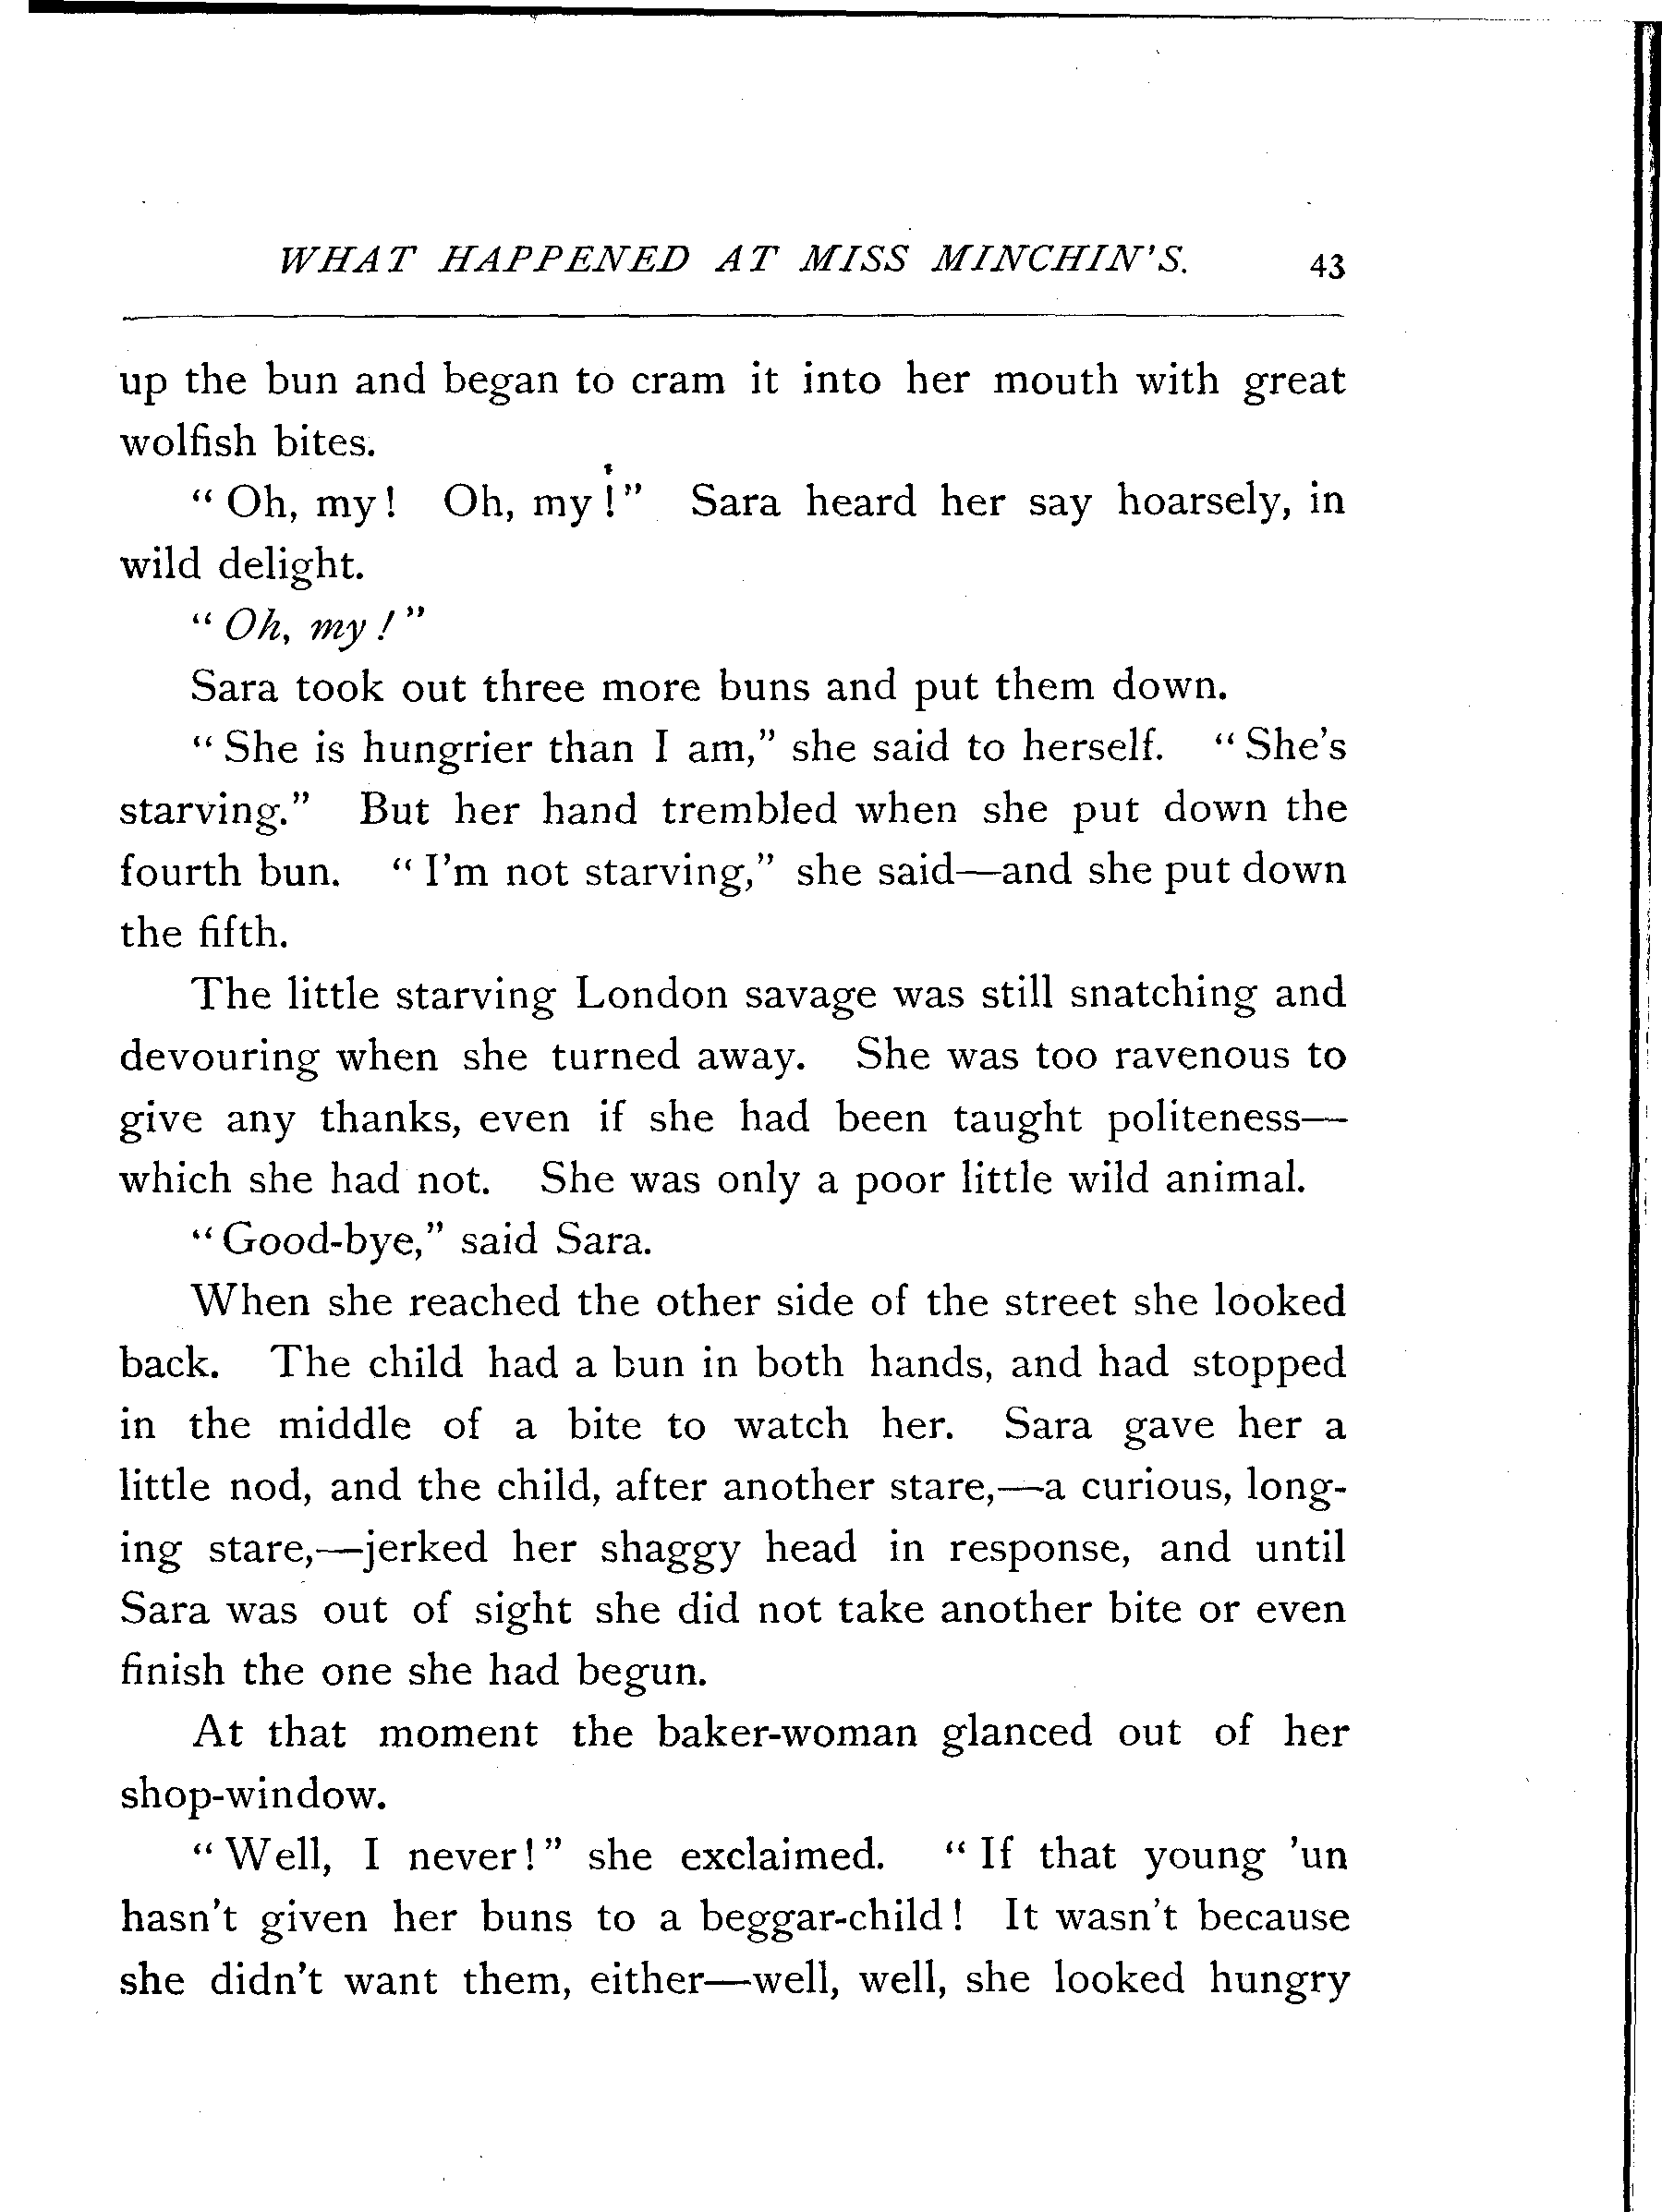 WHAT HAPPENED AT MISS MINCHIN'S. 43
up the bun and began to cram it into her mouth with great
wolfish bites.
“Oh, my! Oh, my!” Sara heard her say hoarsely, in
wild delight.
“Oh, my!”
Sara took out three more buns and put them down.
“She is hungrier than I am,” she said to herself. “She's
starving.” But her hand trembled when she put down the
fourth bun. “I'm not starving,” she said—and she put down
the fifth.
The little starving London savage was still snatching and
devouring when she turned away. She was too ravenous to
give any thanks, even if she had been taught politeness—
which she had not. She was only a poor little wild animal.
“Good-bye,” said Sara.
When she reached the other side of the street she looked
back. The child had a bun in both hands, and had stopped
in the middle of a bite to watch her. Sara gave her a
little nod, and the child, after another stare,—a curious, long-
ing stare,—jerked her shaggy head in response, and until
Sara was out of sight she did not take another bite or even
finish the one she had begun.
At that moment the baker-woman glanced out of her
shop-window.
“Well, I never!” she exclaimed. “If that young 'un
hasn't given her buns to a beggar-child! It wasn't because
she didn't want them, either—well, well, she looked hungry